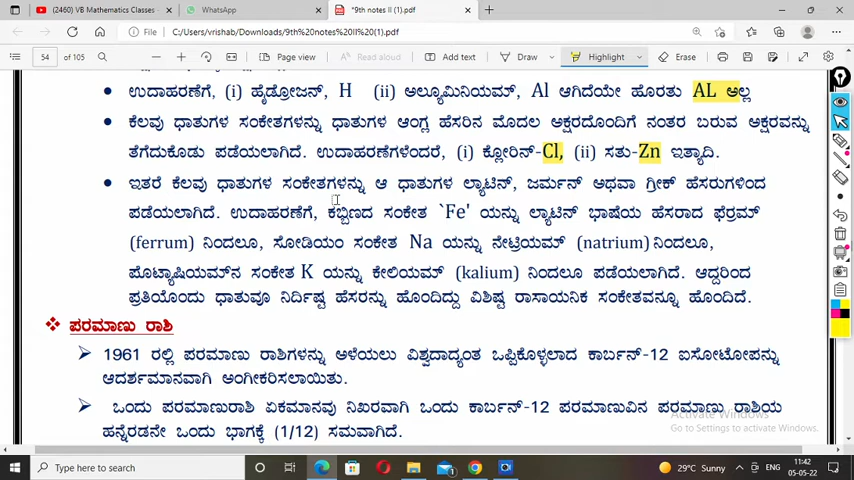 (2460) VB Mathematics Classes
WhatsApp
*9th notes II (1).pdf
File
C:/Users/vrishab/Downloads/9th%20notes%20II%20(1).pdf
54 of 105
Page view
Read aloud
Add text
Draw
Highlight
Erase
ಉದಾಹರಣೆಗೆ, (i) ಹೈಡ್ರೋಜನ್, H (ii) ಅಲ್ಯೂಮಿನಿಯಮ್, Al ಆಗಿದೆಯೇ ಹೊರತು AL ಅಲ್ಲ
ಕೆಲವು ಧಾತುಗಳ ಸಂಕೇತಗಳನ್ನು ಧಾತುಗಳ ಆಂಗ್ಲ ಹೆಸರಿನ ಮೊದಲ ಅಕ್ಷರದೊಂದಿಗೆ ನಂತರ ಬರುವ ಅಕ್ಷರವನ್ನು
ತೆಗೆದುಕೊಡು ಪಡೆಯಲಾಗಿದೆ. ಉದಾಹರಣೆಗಳೆಂದರೆ, (i) ಕ್ಲೋರಿನ್-Cl, (ii) ಸತು-Zn ಇತ್ಯಾದಿ.
ಇತರೆ ಕೆಲವು ಧಾತುಗಳ ಸಂಕೇತಗಳನ್ನು ಆ ಧಾತುಗಳ ಲ್ಯಾಟಿನ್, ಜರ್ಮನ್ ಅಥವಾ ಗ್ರೀಕ್ ಹೆಸರುಗಳಿಂದ
ಪಡೆಯಲಾಗಿದೆ. ಉದಾಹರಣೆಗೆ, ಕಬ್ಬಿಣದ ಸಂಕೇತ `Fe' ಯನ್ನು ಲ್ಯಾಟಿನ್ ಭಾಷೆಯ ಹೆಸರಾದ ಫೆರ್ರಮ್
(ferrum) ನಿಂದಲೂ, ಸೋಡಿಯಂ ಸಂಕೇತ Na ಯನ್ನು ನೇಟ್ರಿಯಮ್ (natrium) ನಿಂದಲೂ,
ಪೊಟ್ಯಾಷಿಯಮ್‌ನ ಸಂಕೇತ K ಯನ್ನು ಕೇಲಿಯಮ್ (kalium) ನಿಂದಲೂ ಪಡೆಯಲಾಗಿದೆ. ಆದ್ದರಿಂದ
ಪ್ರತಿಯೊಂದು ಧಾತುವೂ ನಿರ್ದಿಷ್ಟ ಹೆಸರನ್ನು ಹೊಂದಿದ್ದು ವಿಶಿಷ್ಟ ರಾಸಾಯನಿಕ ಸಂಕೇತವನ್ನೂ ಹೊಂದಿದೆ.
ಪರಮಾಣು ರಾಶಿ
1961 ರಲ್ಲಿ ಪರಮಾಣು ರಾಶಿಗಳನ್ನು ಅಳೆಯಲು ವಿಶ್ವದಾದ್ಯಂತ ಒಪ್ಪಿಕೊಳ್ಳಲಾದ ಕಾರ್ಬನ್-12 ಐಸೋಟೋಪನ್ನು
ಆದರ್ಶಮಾನವಾಗಿ ಅಂಗೀಕರಿಸಲಾಯಿತು.
ಒಂದು ಪರಮಾಣುರಾಶಿ ಏಕಮಾನವು ನಿಖರವಾಗಿ ಒಂದು ಕಾರ್ಬನ್-12 ಪರಮಾಣುವಿನ ಪರಮಾಣು ರಾಶಿಯ
ಹನ್ನೆರಡನೇ ಒಂದು ಭಾಗಕ್ಕೆ (1/12) ಸಮವಾಗಿದೆ.
Activate Windows
Go to Settings to activate Windows.
Type here to search
29°C Sunny
ENG
11:42
05-05-22